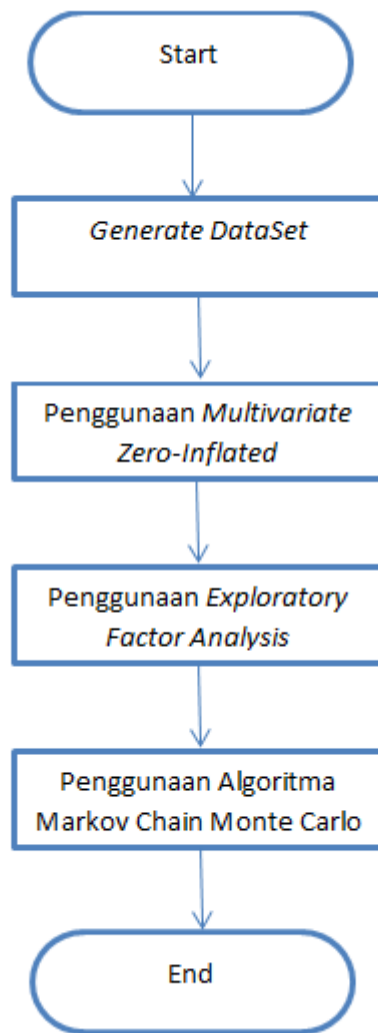 Start
Generate DataSet
Penggunaan Multivariate
Zero-Inflated
Penggunaan Exploratory
Factor Analysis
Penggunaan Algoritma
Markov Chain Monte Carlo
End